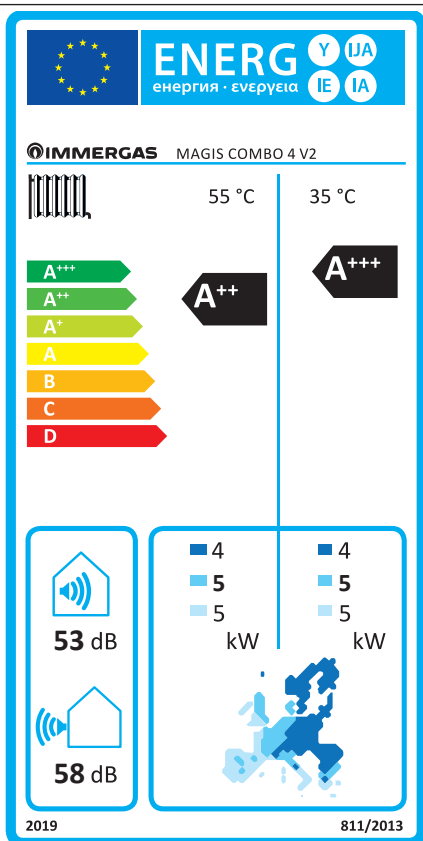 ENERG
енергия · ενεργεια
Y IJA
IE IA
IMMERGAS MAGIS COMBO 4 V2
55 °C 35 °C
A+++
A++
A+
A
B
C
D
A++
A+++
53 dB
58 dB
4
5
5
kW
4
5
5
kW
2019 811/2013